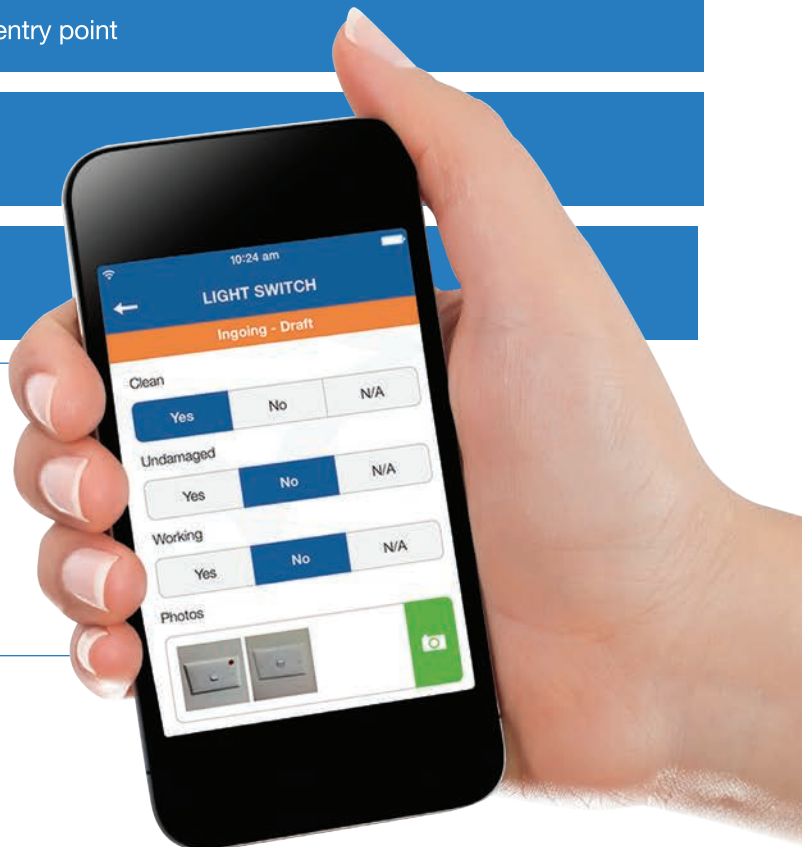 entry point
10:24 am
LIGHT SWITCH
Ingoing - Draft
Clean
Yes No N/A
Undamaged
Yes No N/A
Working
Yes No N/A
Photos